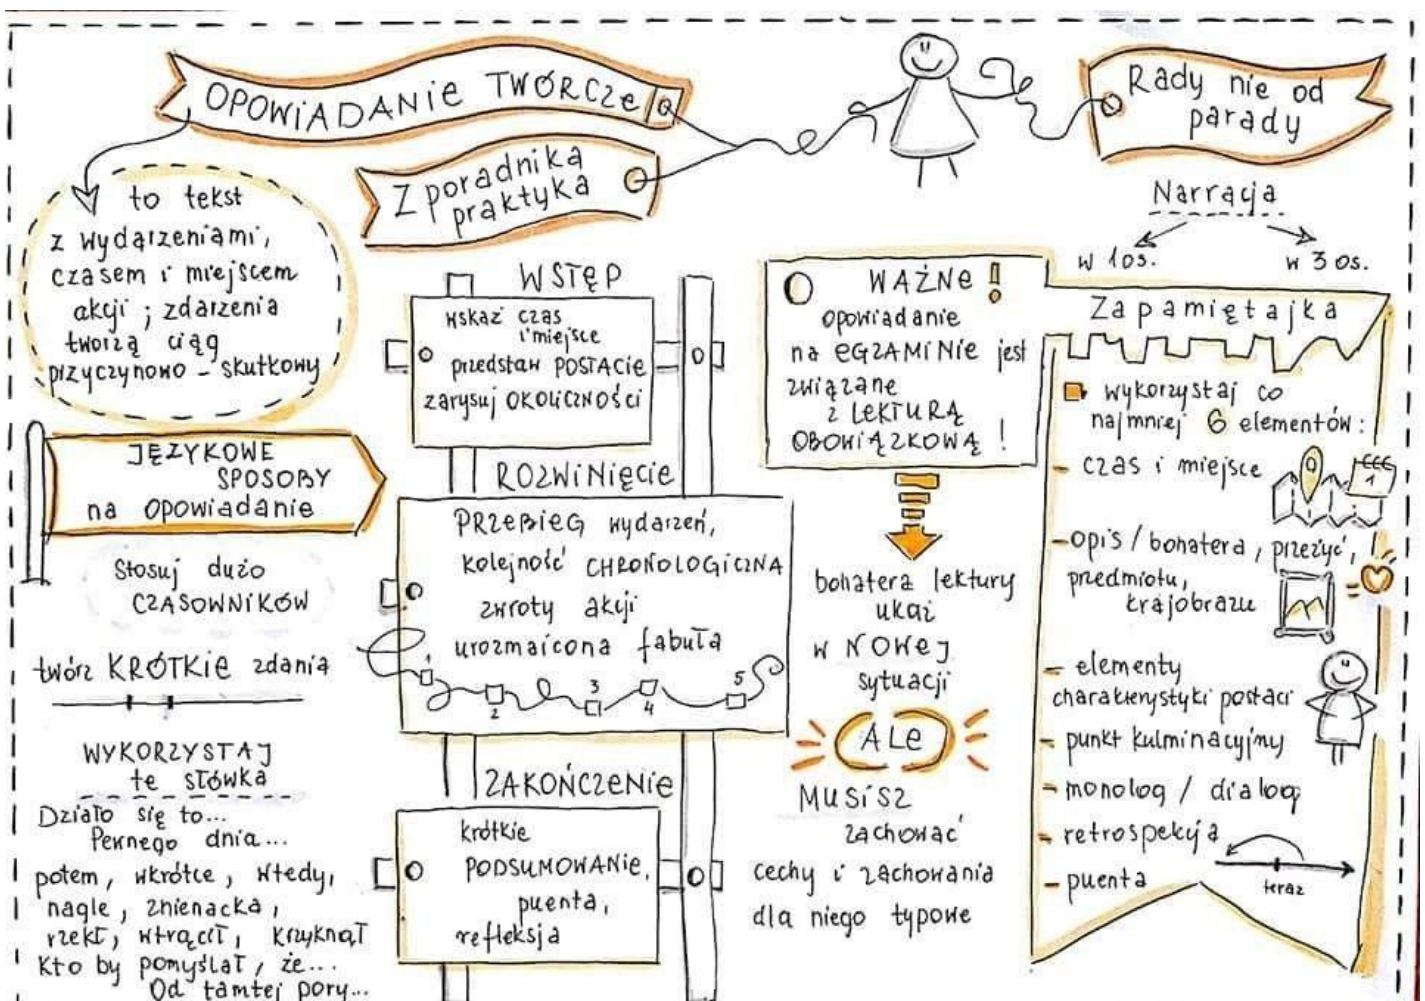 OPOWIADANIE TWÓRCZE
Z poradnika
praktyka
Rady nie od
parady
to tekst
z wydarzeniami,
czasem i miejscem
akcji ; zdarzenia
tworzą ciąg
przyczynowo - skutkowy
JĘZYKOWE
SPOSOBY
na opowiadanie
Stosuj dużo
CZASOWNIKÓW
twórz KRÓTKIE zdania
WYKORZYSTAJ
te słówka
Działo się to...
Pewnego dnia...
potem, wkrótce, wtedy,
nagle, znienacka,
rzekł, wtrącił, krzyknął
Kto by pomyślał, że...
Od tamtej pory...
WSTĘP
wskaż czas
i miejsce
przedstaw POSTACIE
zarysuj OKOLICZNOŚCI
ROZWINIĘCIE
PRZEBIEG wydarzeń,
kolejność CHRONOLOGICZNA
zwroty akcji
urozmaicona fabuła
1
2
3
4
5
ZAKOŃCZENIE
krótkie
PODSUMOWANIE,
puenta,
refleksja
WAŻNE !
opowiadanie
na EGZAMINIE jest
związane
z LEKTURĄ
OBOWIĄZKOWĄ !
bohatera lektury
ukaż
w NOWEJ
sytuacji
ALE
MUSISZ
zachować
cechy i zachowania
dla niego typowe
Narracja
w 1 os.
w 3 os.
Zapamiętajka
wykorzystaj co
najmniej 6 elementów:
- czas i miejsce
1
- opis / bohatera, przeżyć,
przedmiotu,
krajobrazu
- elementy
charakterystyki postaci
- punkt kulminacyjny
- monolog / dialog
- retrospekcja
teraz
- puenta